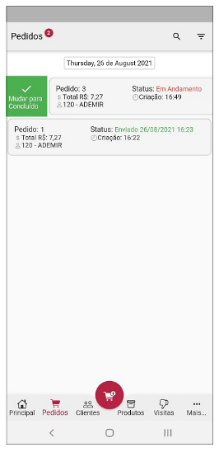 Pedidos 2
Thursday, 26 de August 2021
Mudar para
Concluído
Pedido: 3 Status: Em Andamento
Total R$: 7,27 Criação: 16:49
120 - ADEMIR
Pedido: 1 Status: Enviado 26/08/2021 16:23
Total R$: 7,27 Criação: 16:22
120 - ADEMIR
Principal Pedidos Clientes Produtos Visitas Mais...